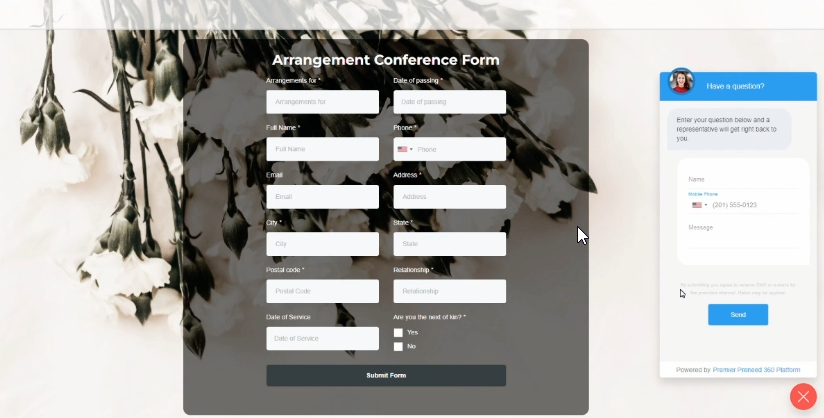 Arrangement Conference Form
Arrangements for *
Date of passing *
Arrangements for
Date of passing
Full Name *
Phone *
Full Name
Phone
Email
Address *
Email
Address
City *
State *
City
State
Postal code *
Relationship *
Postal Code
Relationship
Date of Service
Are you the next of kin? *
Date of Service
Yes
No
Submit Form
Have a question?
Enter your question below and a
representative will get right back to
you.
Name
Mobile Phone
(201) 555-0123
Message
Send
Powered by Premier Preneed 360 Platform